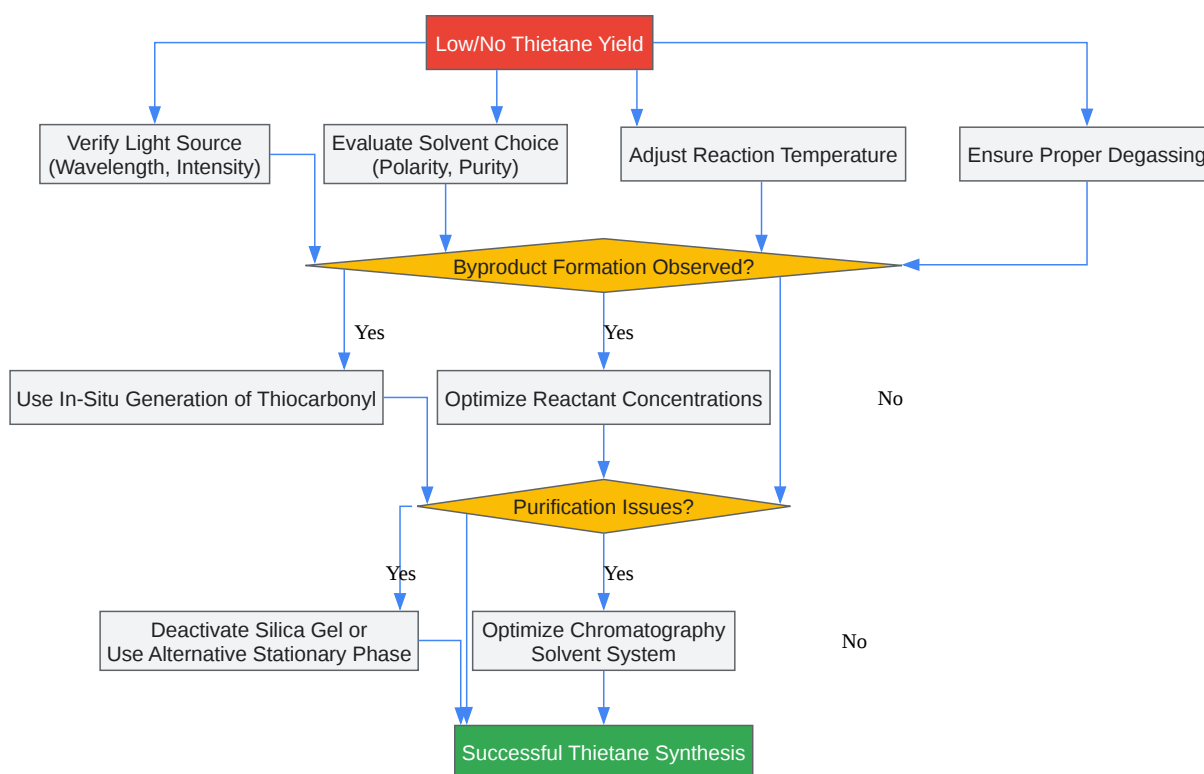 Low/No Thietane Yield
Verify Light Source
(Wavelength, Intensity)
Evaluate Solvent Choice
(Polarity, Purity)
Adjust Reaction Temperature
Ensure Proper Degassing
Byproduct Formation Observed?
Yes
Yes
Use In-Situ Generation of Thiocarbonyl
Optimize Reactant Concentrations
No
Purification Issues?
Yes
Yes
Deactivate Silica Gel or
Use Alternative Stationary Phase
Optimize Chromatography
Solvent System
No
Successful Thietane Synthesis